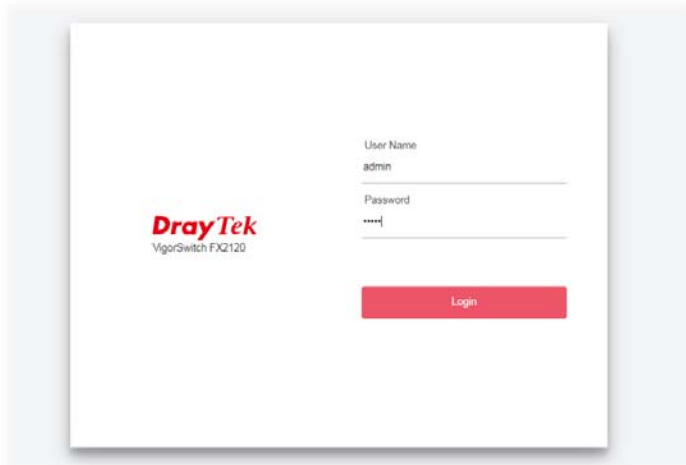 User Name
admin
Password
•••••
DrayTek
VigorSwitch FX2120
Login